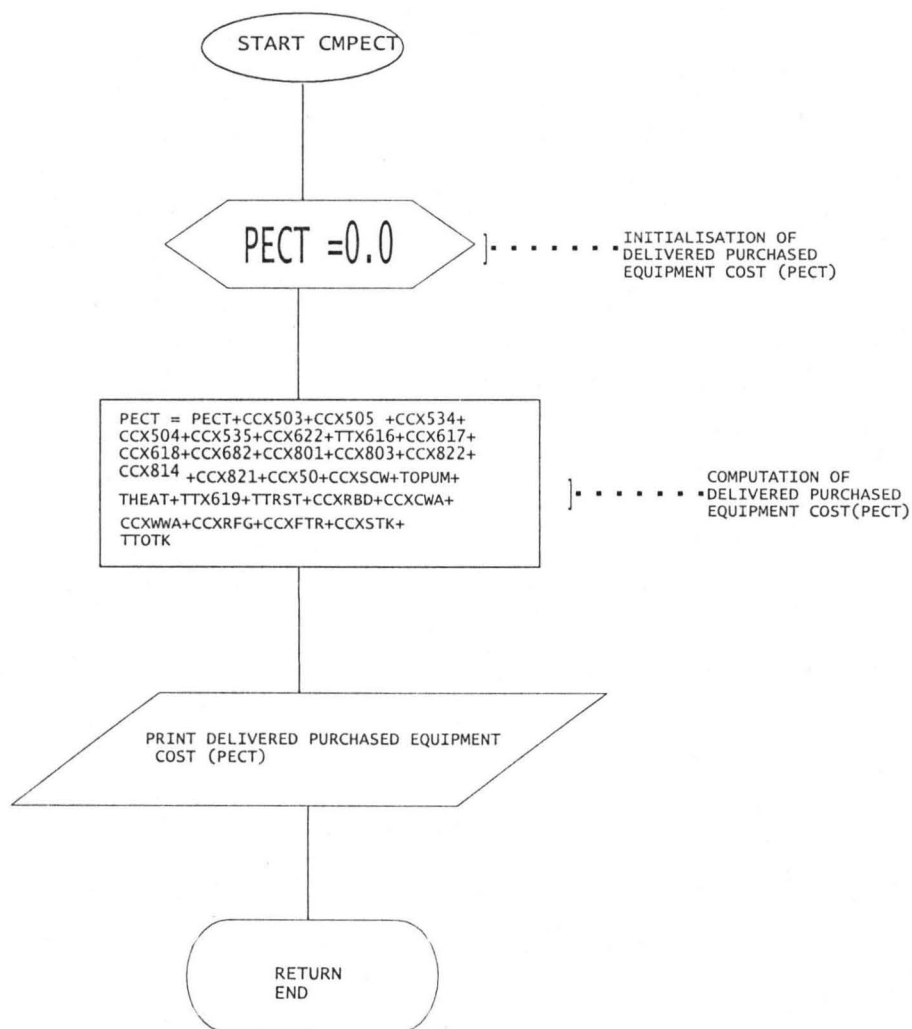 START CMPECT
PECT =0.0
INITIALISATION OF
DELIVERED PURCHASED
EQUIPMENT COST (PECT)
PECT = PECT+CCX503+CCX505 +CCX534+
CCX504+CCX535+CCX622+TTX616+CCX617+
CCX618+CCX682+CCX801+CCX803+CCX822+
CCX814 +CCX821+CCX50+CCXSCW+TOPUM+
THEAT+TTX619+TTRST+CCXRBD+CCXCWA+
CCXWWA+CCXRFG+CCXFTR+CCXSTK+
TTOTK
COMPUTATION OF
DELIVERED PURCHASED
EQUIPMENT COST(PECT)
PRINT DELIVERED PURCHASED EQUIPMENT
COST (PECT)
RETURN
END